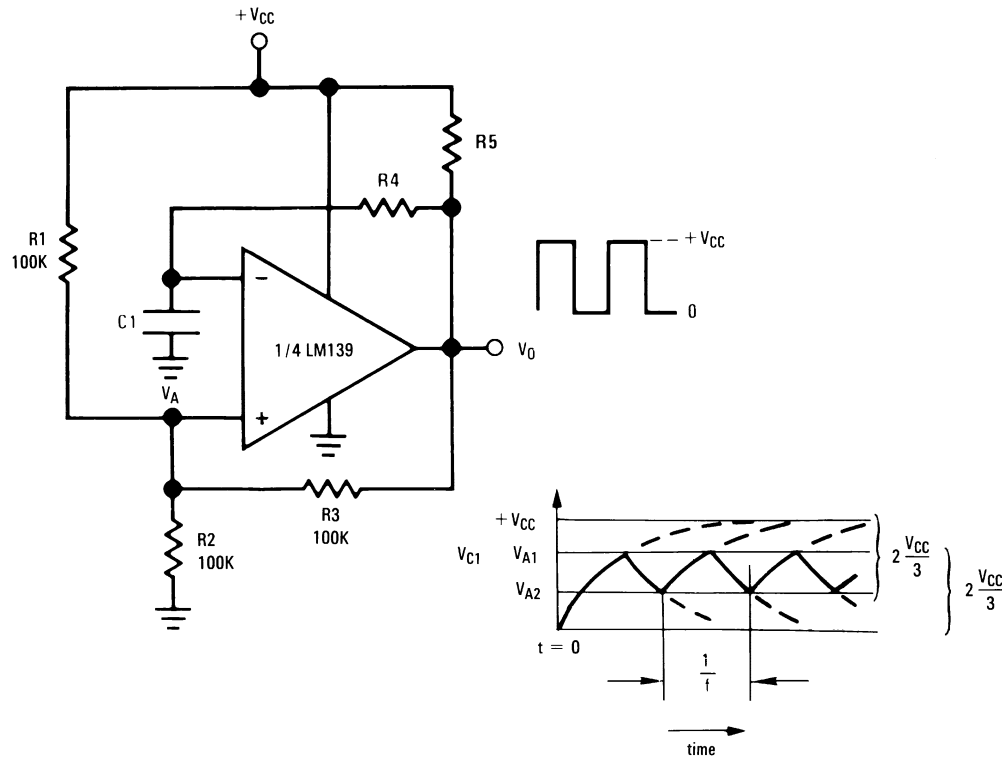 + VCC
R5
R4
R1
100K
C1
−
1/4 LM139
+
VA
VO
R3
100K
R2
100K
+ VCC
0
+ VCC
VC1
VA1
VA2
2 VCC/3
2 VCC/3
t = 0
1/f
time